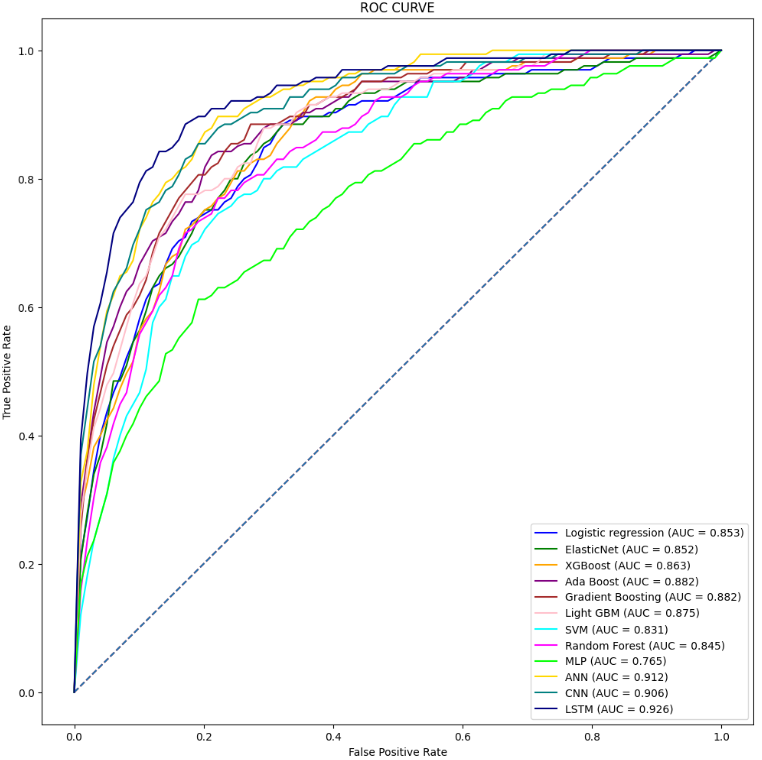 ROC CURVE
True Positive Rate
1.0
0.8
0.6
0.4
0.2
0.0
Logistic regression (AUC = 0.853)
ElasticNet (AUC = 0.852)
XGBoost (AUC = 0.863)
Ada Boost (AUC = 0.882)
Gradient Boosting (AUC = 0.882)
Light GBM (AUC = 0.875)
SVM (AUC = 0.831)
Random Forest (AUC = 0.845)
MLP (AUC = 0.765)
ANN (AUC = 0.912)
CNN (AUC = 0.906)
LSTM (AUC = 0.926)
0.0 0.2 0.4 0.6 0.8 1.0
False Positive Rate